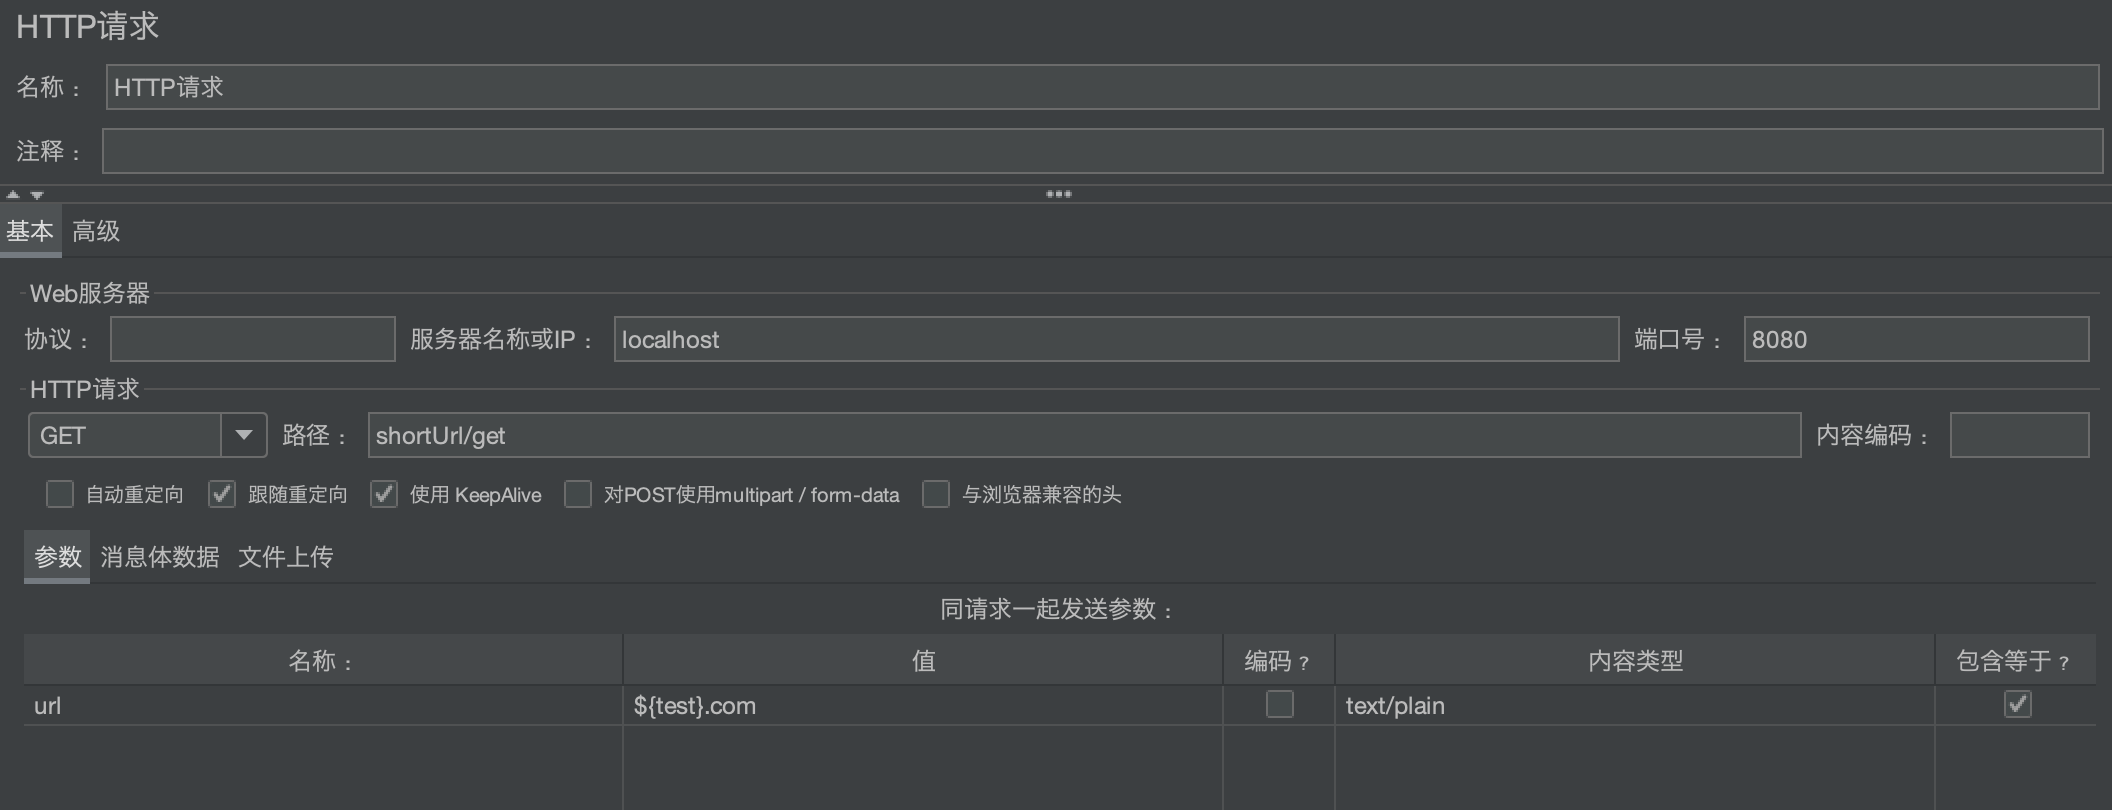 HTTP请求
名称： HTTP请求
注释：
基本 高级
Web服务器
协议： 服务器名称或IP： localhost 端口号： 8080
HTTP请求
GET 路径： shortUrl/get 内容编码：
自动重定向 跟随重定向 使用 KeepAlive 对POST使用multipart / form-data 与浏览器兼容的头
参数 消息体数据 文件上传
同请求一起发送参数：
名称： 值 编码？ 内容类型 包含等于？
url ${test}.com text/plain